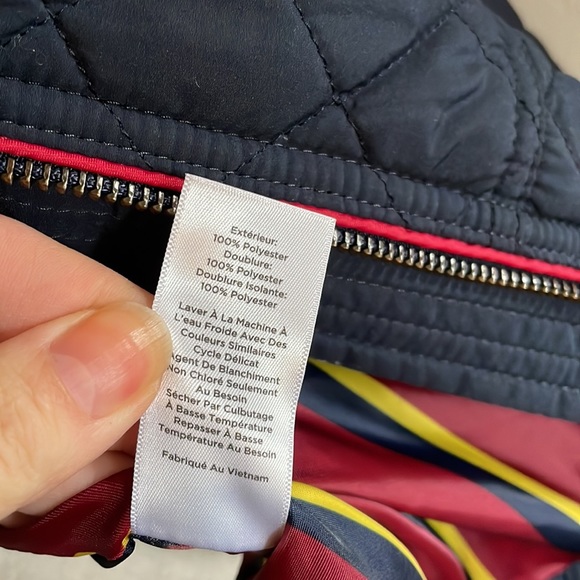 Extérieur:
100% Polyester
Doublure:
100% Polyester
Doublure Isolante:
100% Polyester
Laver À La Machine À
L'eau Froide Avec Des
Couleurs Similaires
Cycle Délicat
Agent De Blanchiment
Non Chloré Seulement
Au Besoin
Sécher Par Culbutage
À Basse Température
Repasser À Basse
Température Au Besoin
Fabriqué Au Vietnam